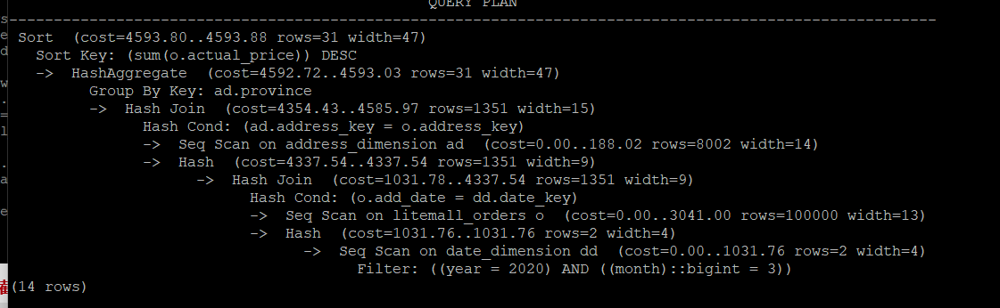 QUERY PLAN
--------------------------------------------------------------------------------------------------------
Sort  (cost=4593.80..4593.88 rows=31 width=47)
  Sort Key: (sum(o.actual_price)) DESC
  ->  HashAggregate  (cost=4592.72..4593.03 rows=31 width=47)
        Group By Key: ad.province
        ->  Hash Join  (cost=4354.43..4585.97 rows=1351 width=15)
              Hash Cond: (ad.address_key = o.address_key)
              ->  Seq Scan on address_dimension ad  (cost=0.00..188.02 rows=8002 width=14)
              ->  Hash  (cost=4337.54..4337.54 rows=1351 width=9)
                    ->  Hash Join  (cost=1031.78..4337.54 rows=1351 width=9)
                          Hash Cond: (o.add_date = dd.date_key)
                          ->  Seq Scan on litemall_orders o  (cost=0.00..3041.00 rows=100000 width=13)
                          ->  Hash  (cost=1031.76..1031.76 rows=2 width=4)
                                ->  Seq Scan on date_dimension dd  (cost=0.00..1031.76 rows=2 width=4)
                                      Filter: ((year = 2020) AND ((month)::bigint = 3))
(14 rows)